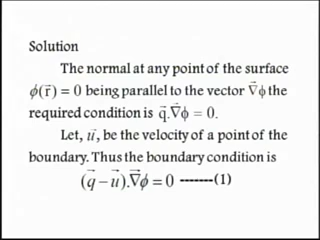 Solution
The normal at any point of the surface
ϕ(r⃗) = 0 being parallel to the vector ∇⃗ϕ the
required condition is q⃗.∇⃗ϕ = 0.
Let, u⃗, be the velocity of a point of the
boundary. Thus the boundary condition is
(q⃗ − u⃗).∇⃗ϕ = 0 -------(1)